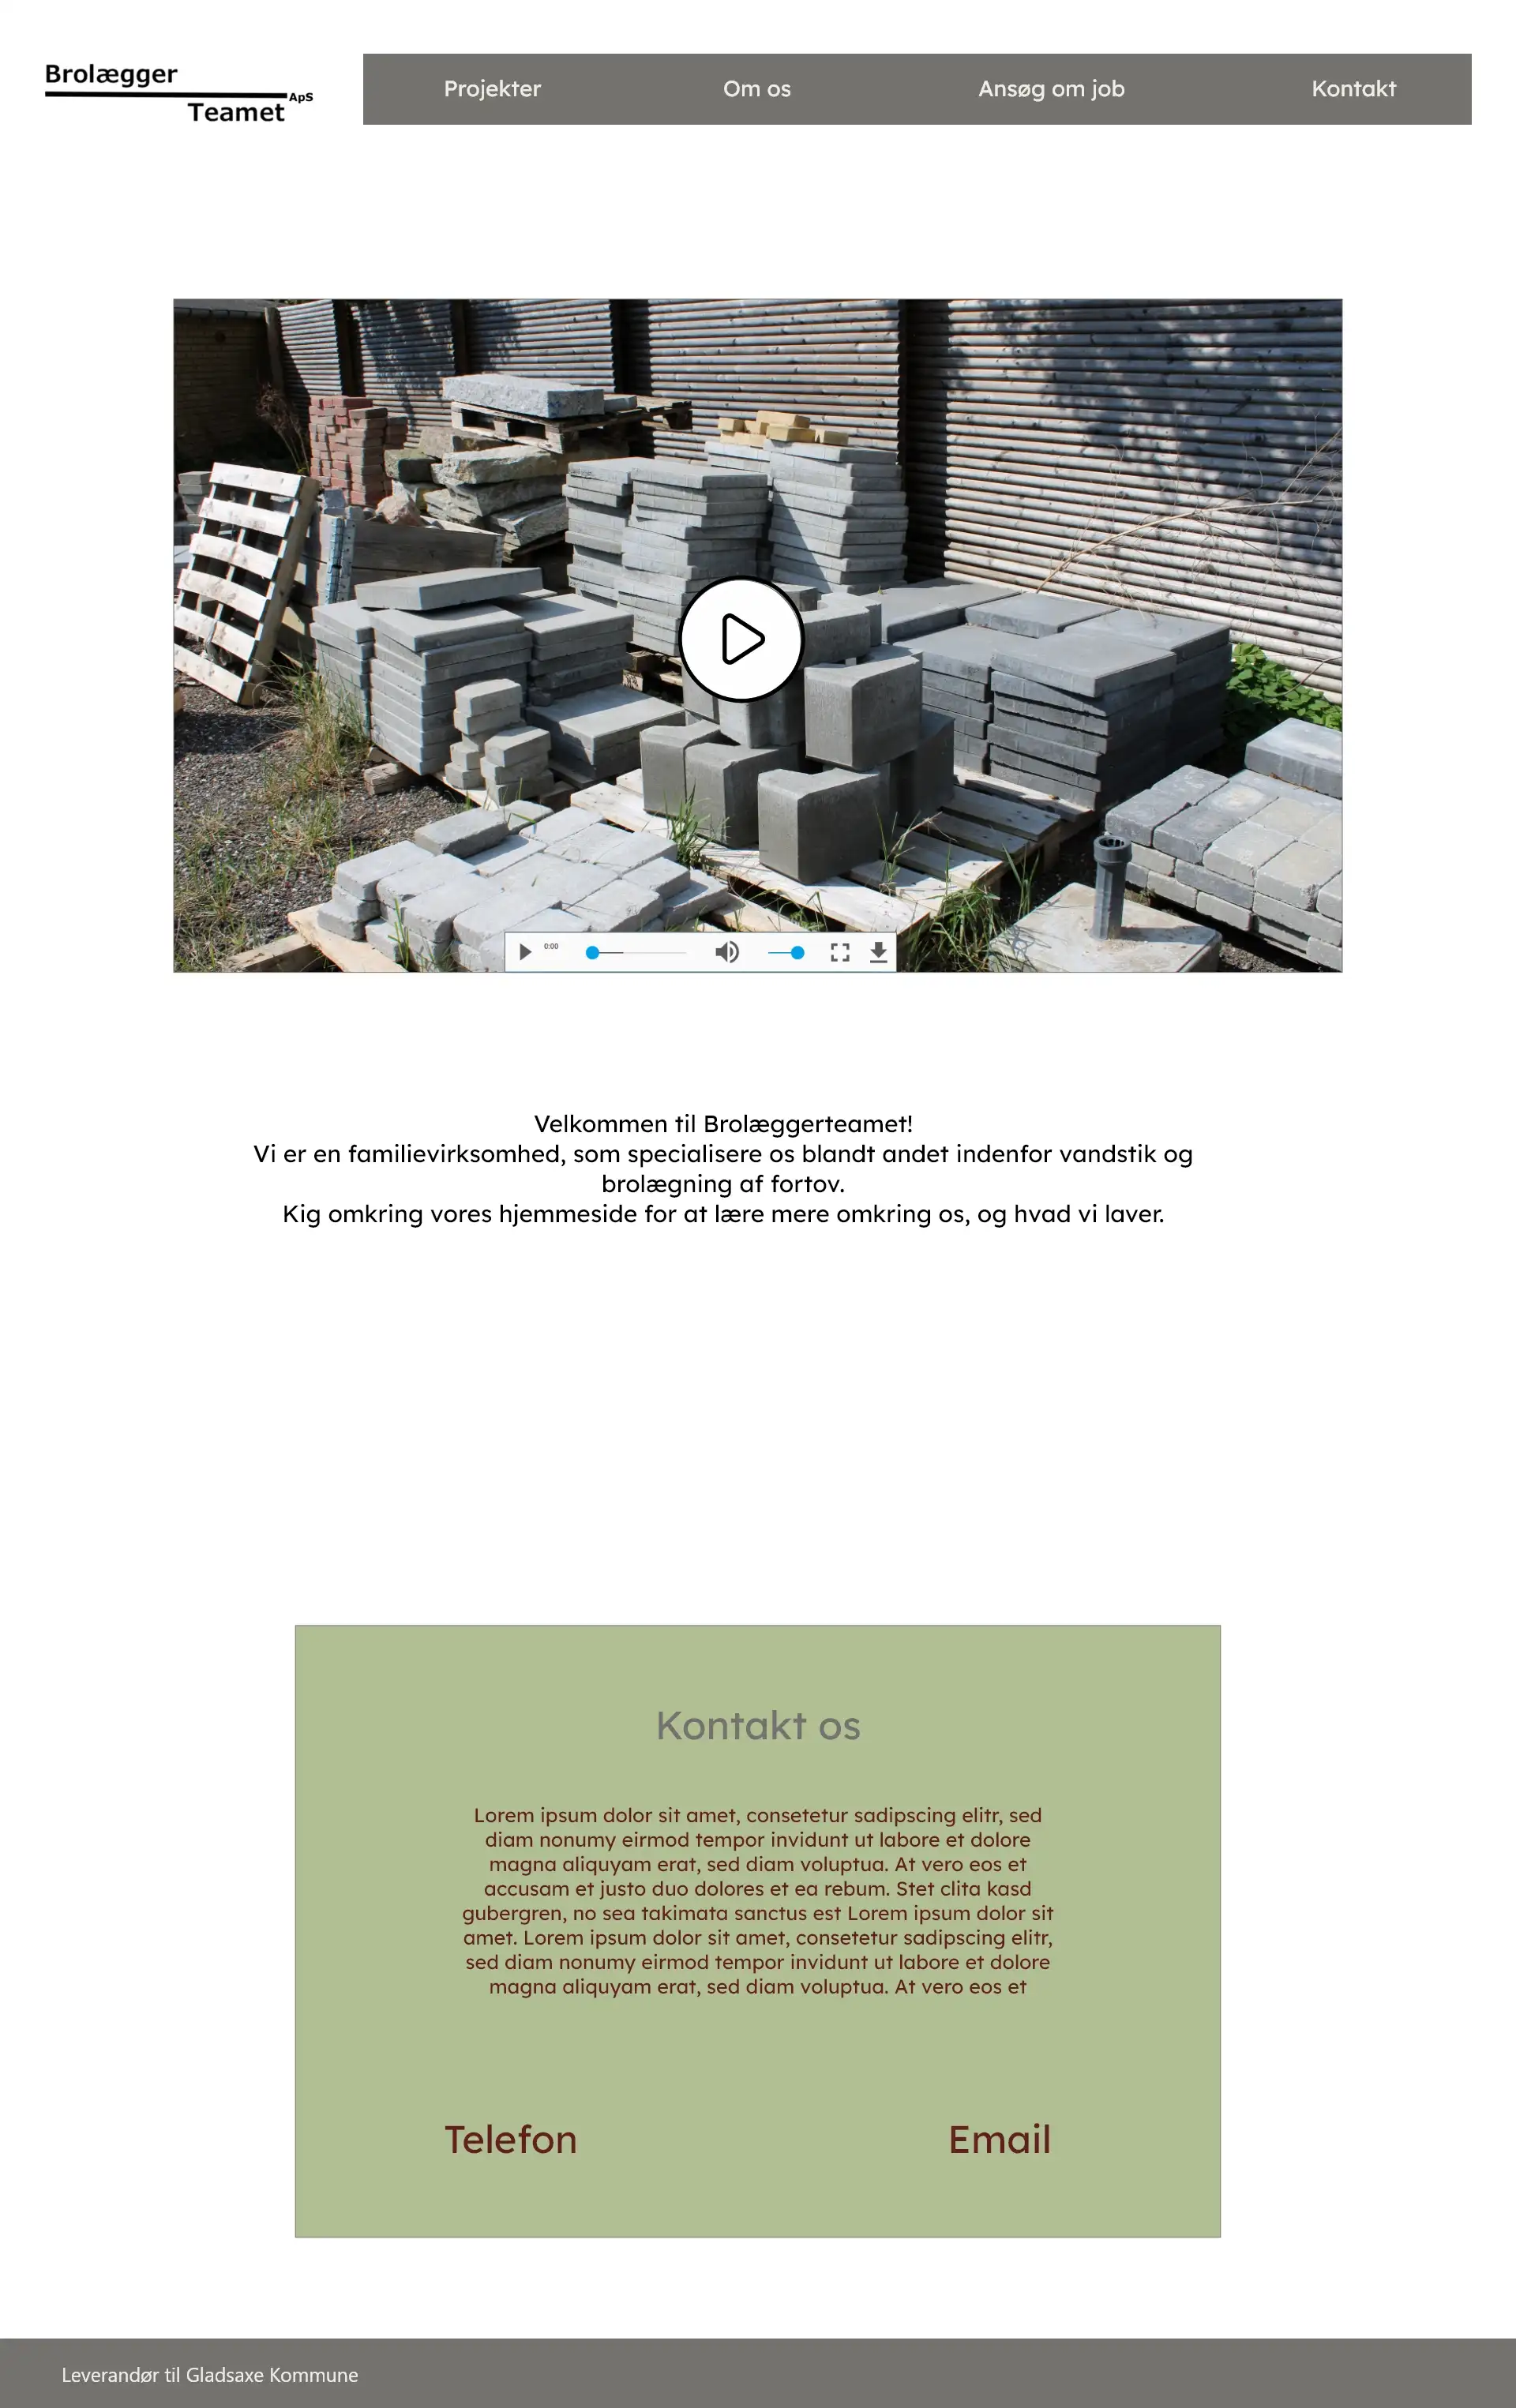 Brolægger
ApS
Teamet
Projekter
Om os
Ansøg om job
Kontakt
0:00
Velkommen til Brolæggerteamet!
Vi er en familievirksomhed, som specialisere os blandt andet indenfor vandstik og
brolægning af fortov.
Kig omkring vores hjemmeside for at lære mere omkring os, og hvad vi laver.
Kontakt os
Lorem ipsum dolor sit amet, consetetur sadipscing elitr, sed
diam nonumy eirmod tempor invidunt ut labore et dolore
magna aliquyam erat, sed diam voluptua. At vero eos et
accusam et justo duo dolores et ea rebum. Stet clita kasd
gubergren, no sea takimata sanctus est Lorem ipsum dolor sit
amet. Lorem ipsum dolor sit amet, consetetur sadipscing elitr,
sed diam nonumy eirmod tempor invidunt ut labore et dolore
magna aliquyam erat, sed diam voluptua. At vero eos et
Telefon
Email
Leverandør til Gladsaxe Kommune